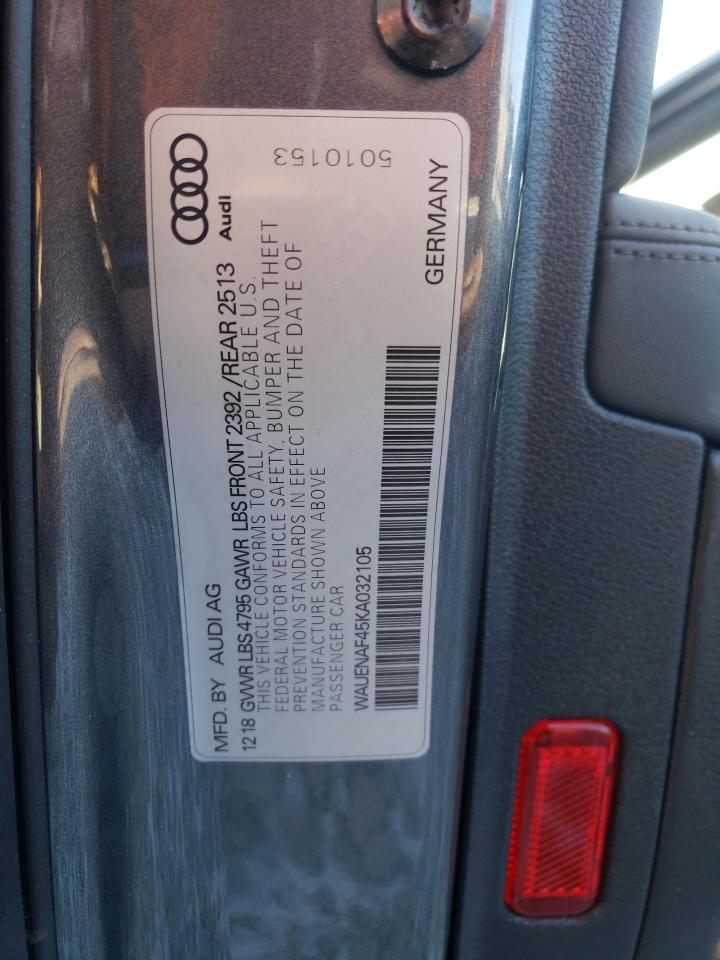 MFD. BY AUDI AG
Audi
1218 GVWR LBS 4795 GAWR LBS FRONT 2392 /REAR 2513
THIS VEHICLE CONFORMS TO ALL APPLICABLE U.S.
FEDERAL MOTOR VEHICLE SAFETY, BUMPER AND THEFT
PREVENTION STANDARDS IN EFFECT ON THE DATE OF
MANUFACTURE SHOWN ABOVE
PASSENGER CAR
WAUENAF45KA032105
5010153
GERMANY